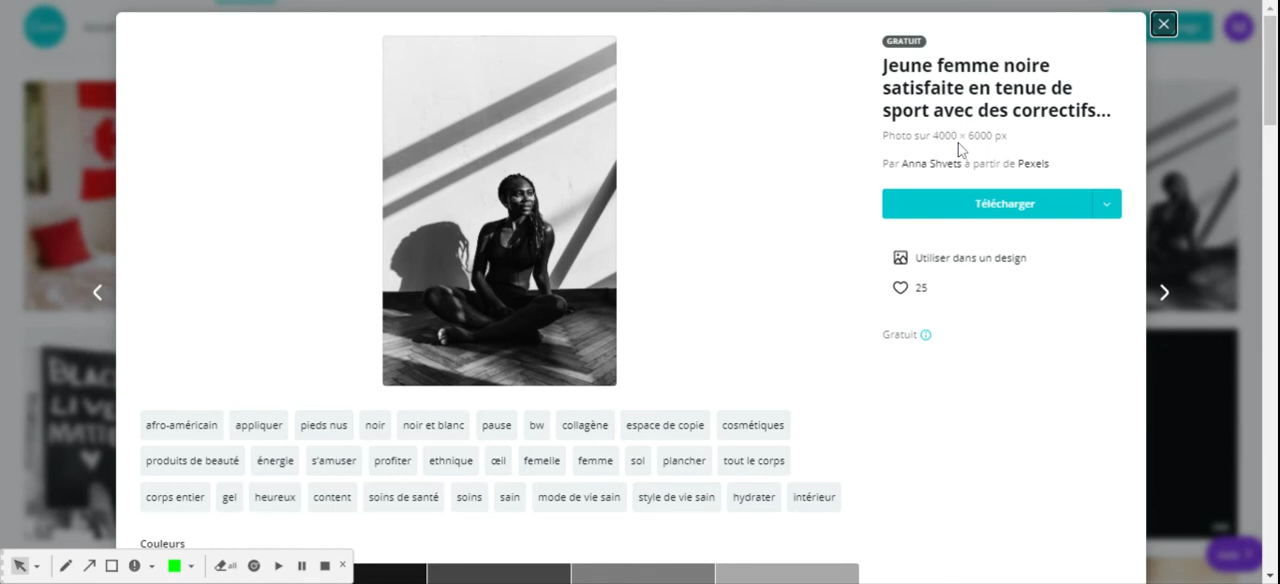 GRATUIT
Jeune femme noire
satisfaite en tenue de
sport avec des correctifs...
Photo sur 4000 × 6000 px
Par Anna Shvets à partir de Pexels
Télécharger
Utiliser dans un design
25
Gratuit
afro-américain appliquer pieds nus noir noir et blanc pause bw collagène espace de copie cosmétiques
produits de beauté énergie s'amuser profiter ethnique œil femelle femme sol plancher tout le corps
corps entier gel heureux content soins de santé soins sain mode de vie sain style de vie sain hydrater intérieur
Couleurs
all
BLACK
LIVE
MATT